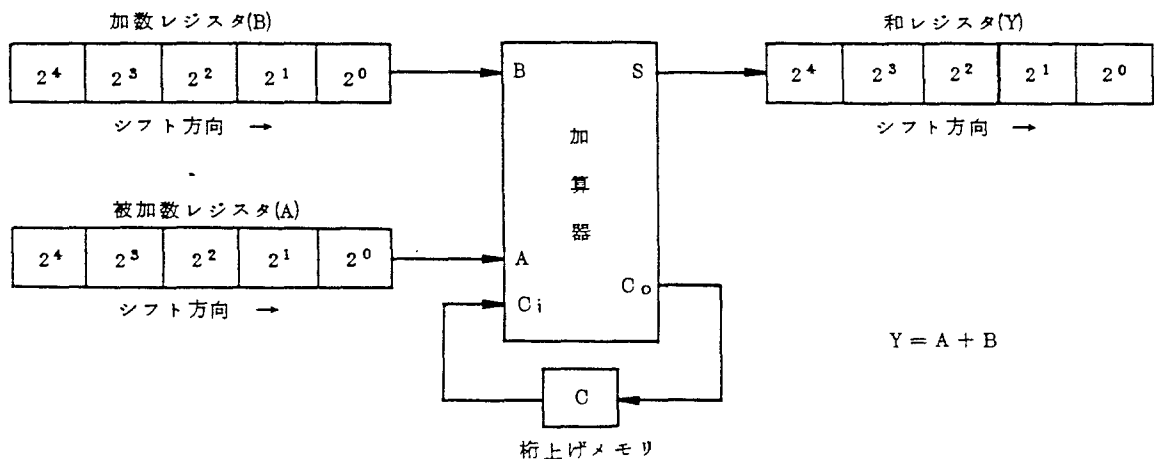 加数レジスタ(B)
2⁴ 2³ 2² 2¹ 2⁰
シフト方向 →
被加数レジスタ(A)
2⁴ 2³ 2² 2¹ 2⁰
シフト方向 →
B
A
Ci
加算器
S
Co
C
桁上げメモリ
和レジスタ(Y)
2⁴ 2³ 2² 2¹ 2⁰
シフト方向 →
Y = A + B